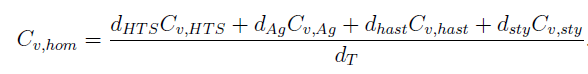 C_{v,hom} = \frac{d_{HTS}C_{v,HTS} + d_{Ag}C_{v,Ag} + d_{hast}C_{v,hast} + d_{sty}C_{v,sty}}{d_T}